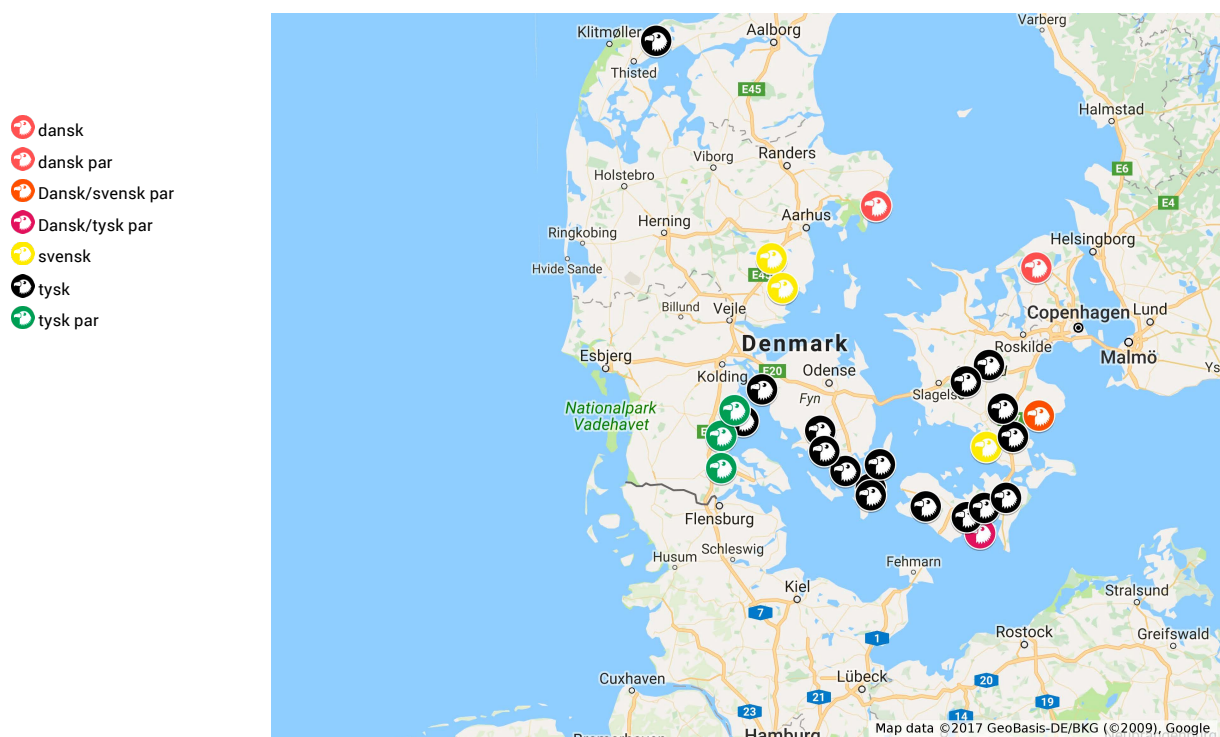 dansk
dansk par
Dansk/svensk par
Dansk/tysk par
svensk
tysk
tysk par
Varberg
Klitmøller
Aalborg
Thisted
E45
Halmstad
Viborg
Randers
E6
Holstebro
E4
Aarhus
Herning
Ringkobing
Helsingborg
Hvide Sande
Billund
Vejle
Copenhagen
Lund
Denmark
Roskilde
Malmö
Esbjerg
Kolding
E20
Odense
Ys
Fyn
Slagelse
Nationalpark
Vadehavet
Flensburg
Schleswig
Husum
Fehmarn
Kiel
Stralsund
7
1
Rostock
Greifswald
Cuxhaven
Lübeck
20
21
19
23
14
Hamburg
Bremerhaven
Map data ©2017 GeoBasis-DE/BKG (©2009), Google